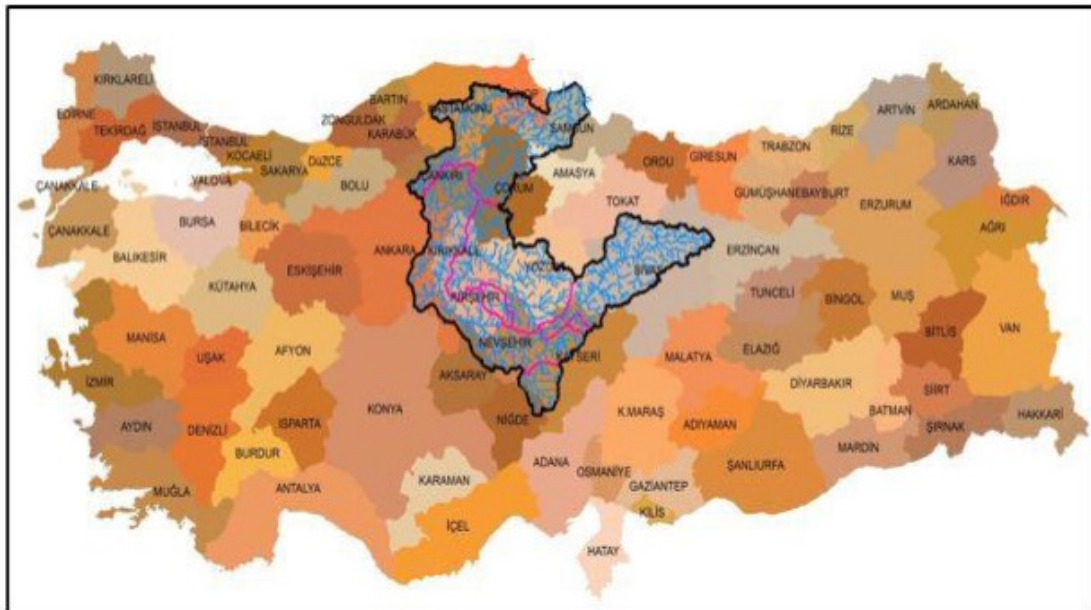 KIRKLARELİ
EDİRNE
TEKİRDAĞ
İSTANBUL
İSTANBUL
KOCAELİ
YALOVA
SAKARYA
DÜZCE
ZONGULDAK
BARTIN
KARABÜK
KASTAMONU
SAMSUN
ÇANKIRI
ÇORUM
AMASYA
BOLU
ORDU
GİRESUN
TRABZON
RİZE
ARTVİN
ARDAHAN
KARS
IĞDIR
AĞRI
GÜMÜŞHANE
BAYBURT
ERZURUM
TOKAT
ÇANAKKALE
ÇANAKKALE
BALIKESİR
BURSA
BİLECİK
ESKİŞEHİR
KÜTAHYA
ANKARA
KIRIKKALE
KIRŞEHİR
NEVŞEHİR
KAYSERİ
ERZİNCAN
TUNCELİ
BİNGÖL
MUŞ
BİTLİS
VAN
MANİSA
UŞAK
AFYON
İZMİR
AYDIN
DENİZLİ
ISPARTA
BURDUR
MUĞLA
ANTALYA
KONYA
AKSARAY
NİĞDE
KARAMAN
İÇEL
ADANA
OSMANİYE
K.MARAŞ
MALATYA
ELAZIĞ
ADIYAMAN
DİYARBAKIR
BATMAN
SİİRT
ŞIRNAK
HAKKARİ
MARDİN
ŞANLIURFA
GAZİANTEP
KİLİS
HATAY